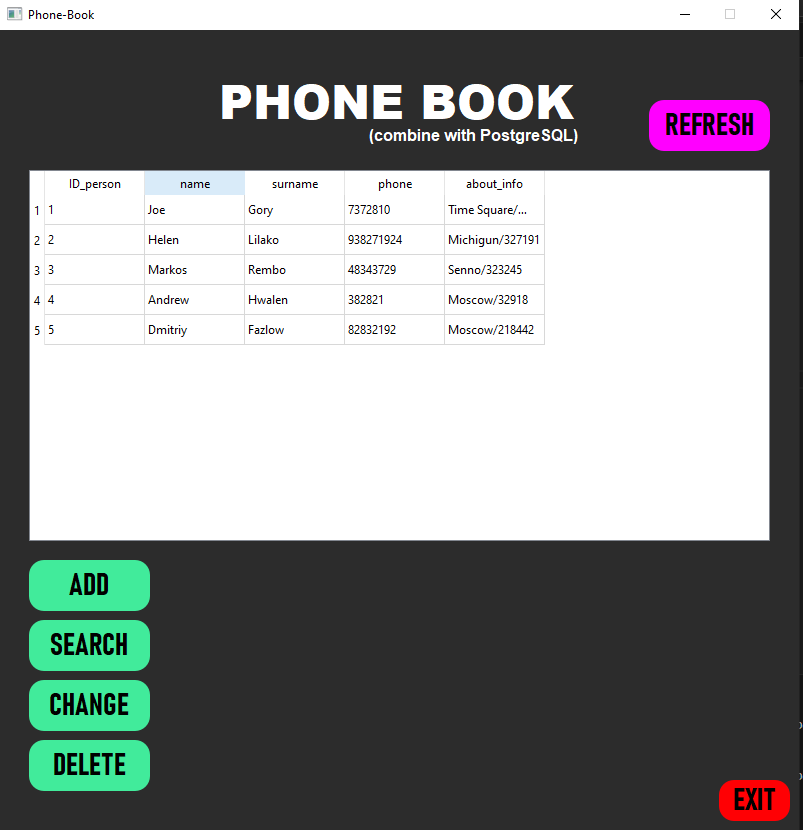 Phone-Book
PHONE BOOK
(combine with PostgreSQL)
REFRESH
ID_person name surname phone about_info
1 1 Joe Gory 7372810 Time Square/...
2 2 Helen Lilako 938271924 Michigun/327191
3 3 Markos Rembo 48343729 Senno/323245
4 4 Andrew Hwalen 382821 Moscow/32918
5 5 Dmitriy Fazlow 82832192 Moscow/218442
ADD
SEARCH
CHANGE
DELETE
EXIT